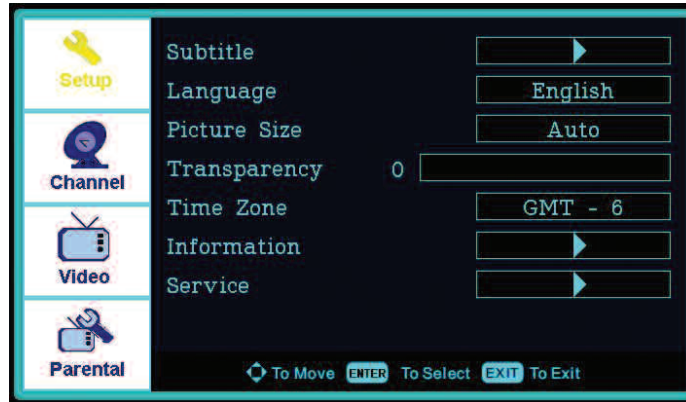 Setup
Channel
Video
Parental
Subtitle
Language English
Picture Size Auto
Transparency 0
Time Zone GMT - 6
Information
Service
To Move ENTER To Select EXIT To Exit